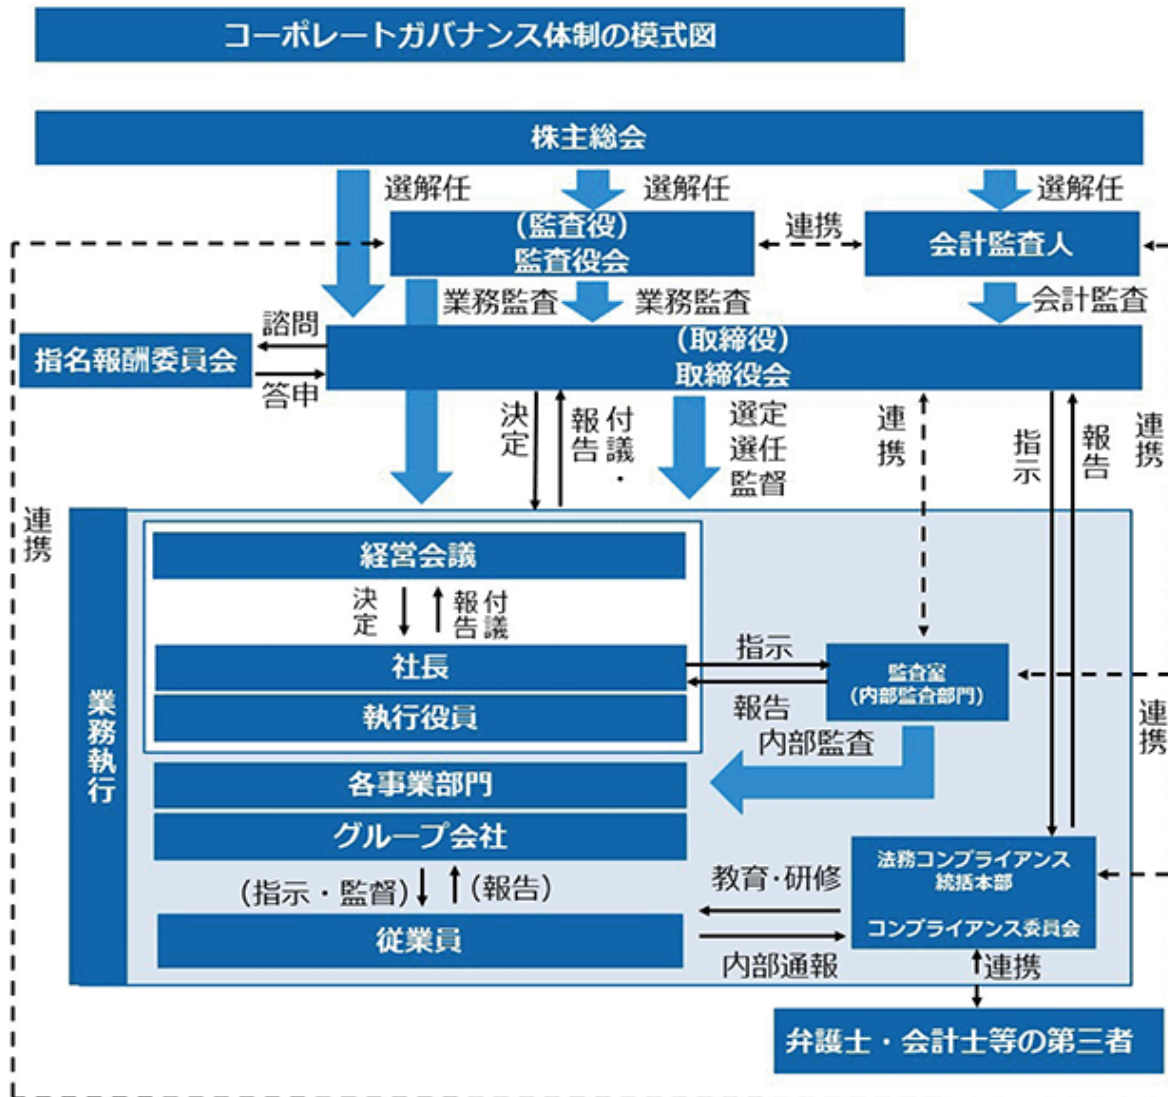 コーポレートガバナンス体制の模式図
株主総会
選解任
選解任
選解任
(監査役)
監査役会
連携
会計監査人
業務監査
業務監査
会計監査
諮問
指名報酬委員会
答申
(取締役)
取締役会
決定
付議・
報告
選定
選任
監督
連携
指示
報告
連携
連携
業務執行
経営会議
決定
付議
報告
社長
執行役員
指示
報告
監査室
(内部監査部門)
連携
内部監査
各事業部門
グループ会社
(指示・監督)
(報告)
従業員
教育・研修
内部通報
法務コンプライアンス
統括本部
コンプライアンス委員会
連携
弁護士・会計士等の第三者